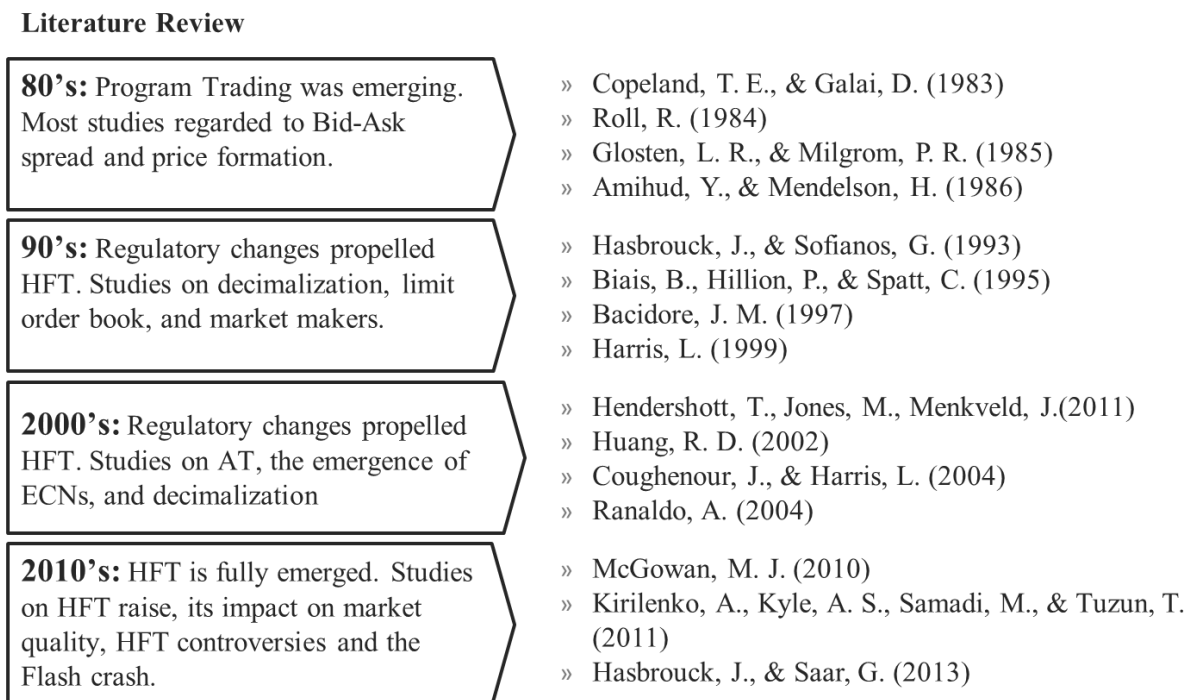 Literature Review
80's: Program Trading was emerging.
Most studies regarded to Bid-Ask
spread and price formation.
» Copeland, T. E., & Galai, D. (1983)
» Roll, R. (1984)
» Glosten, L. R., & Milgrom, P. R. (1985)
» Amihud, Y., & Mendelson, H. (1986)
90's: Regulatory changes propelled
HFT. Studies on decimalization, limit
order book, and market makers.
» Hasbrouck, J., & Sofianos, G. (1993)
» Biais, B., Hillion, P., & Spatt, C. (1995)
» Bacidore, J. M. (1997)
» Harris, L. (1999)
2000's: Regulatory changes propelled
HFT. Studies on AT, the emergence of
ECNs, and decimalization
» Hendershott, T., Jones, M., Menkveld, J.(2011)
» Huang, R. D. (2002)
» Coughenour, J., & Harris, L. (2004)
» Ranaldo, A. (2004)
2010's: HFT is fully emerged. Studies
on HFT raise, its impact on market
quality, HFT controversies and the
Flash crash.
» McGowan, M. J. (2010)
» Kirilenko, A., Kyle, A. S., Samadi, M., & Tuzun, T.
(2011)
» Hasbrouck, J., & Saar, G. (2013)